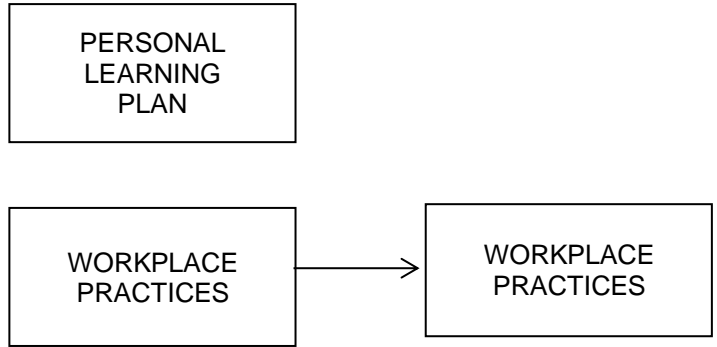 PERSONAL
LEARNING
PLAN
WORKPLACE
PRACTICES
WORKPLACE
PRACTICES